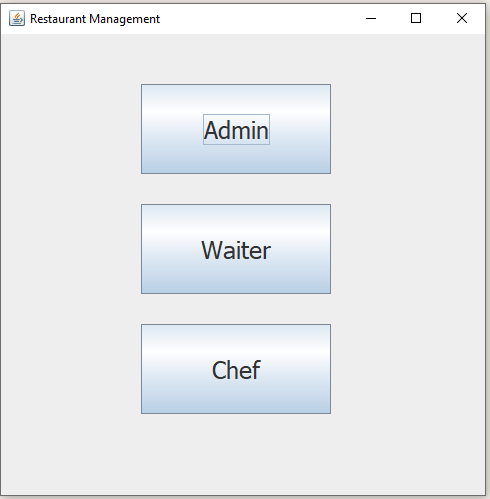 Restaurant Management
Admin
Waiter
Chef